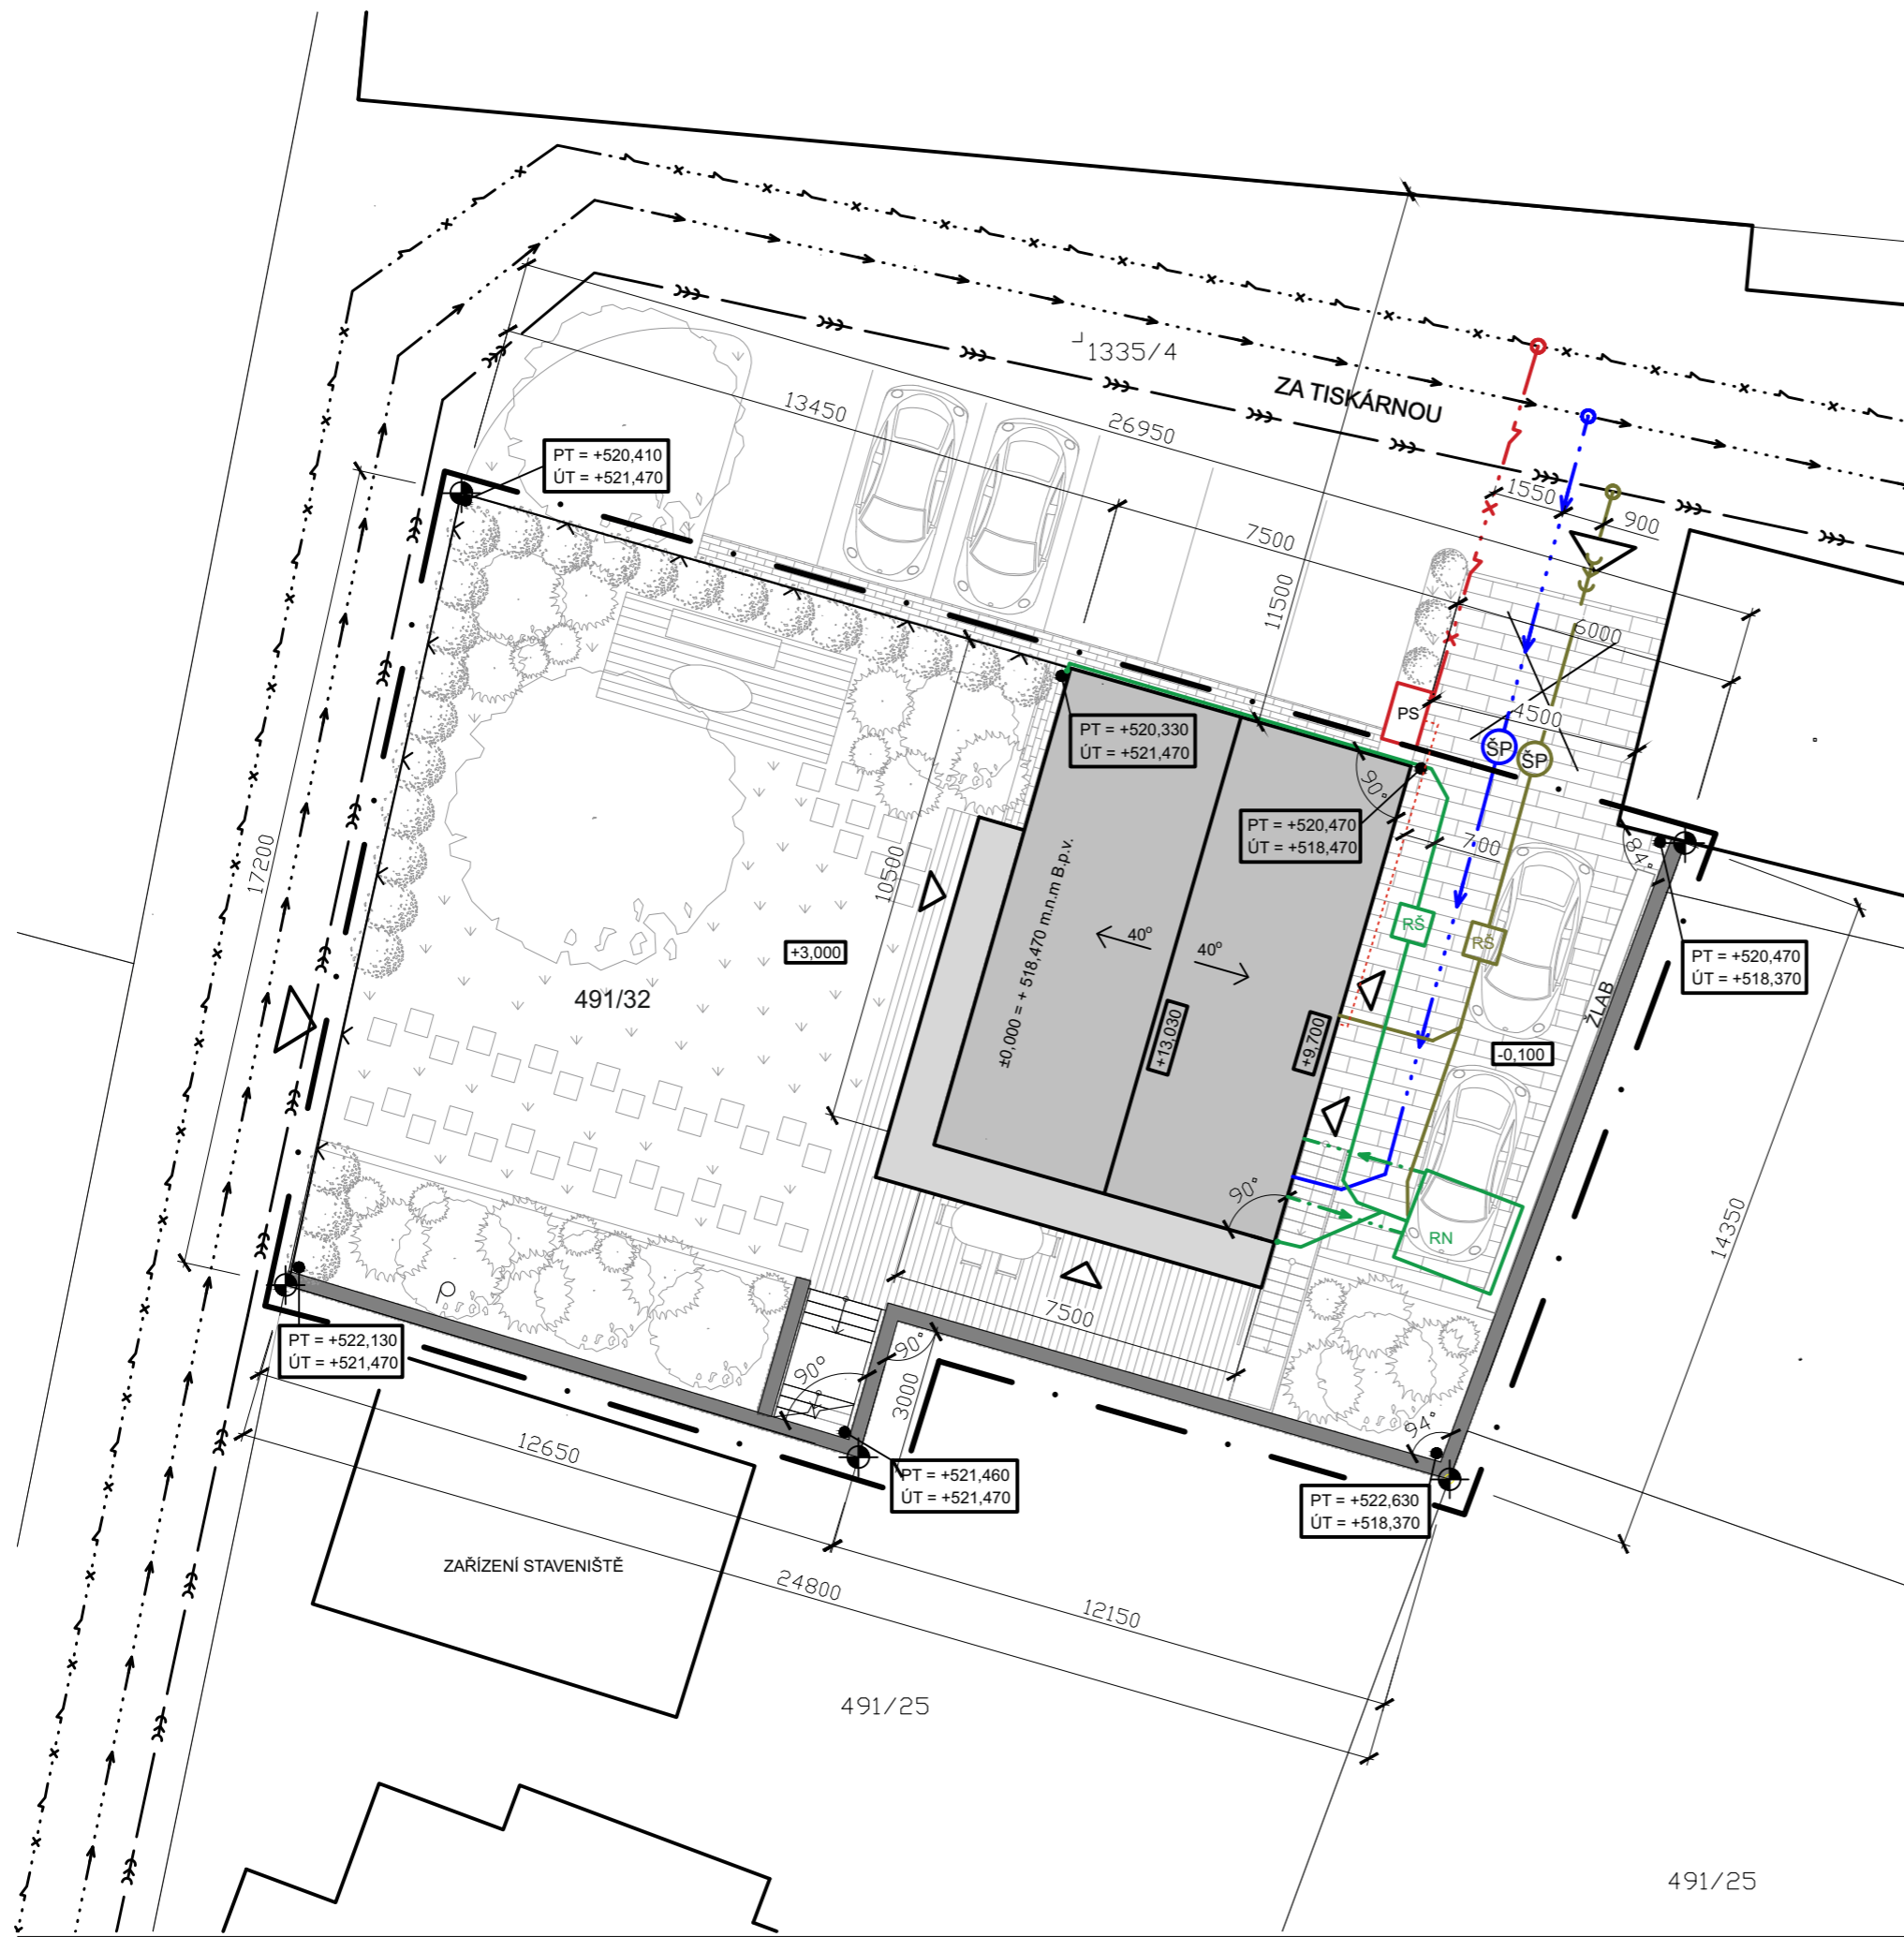 1335/4
ZA TISKÁRNOU
13450
26950
PT = +520,410
ÚT = +521,470
1550
900
7500
11500
6000
PS
4500
ŠP
ŠP
PT = +520,330
ÚT = +521,470
90°
PT = +520,470
ÚT = +518,470
700
84°
17200
10500
±0,000 = + 518,470 m.n.m B.p.v.
40°
40°
RŠ
RŠ
+3,000
PT = +520,470
ÚT = +518,370
491/32
ŽLAB
+13,030
+9,700
-0,100
90°
RN
14350
7500
PT = +522,130
ÚT = +521,470
90°
90°
3000
94°
12650
PT = +521,460
ÚT = +521,470
PT = +522,630
ÚT = +518,370
ZAŘÍZENÍ STAVENIŠTĚ
24800
12150
491/25
491/25